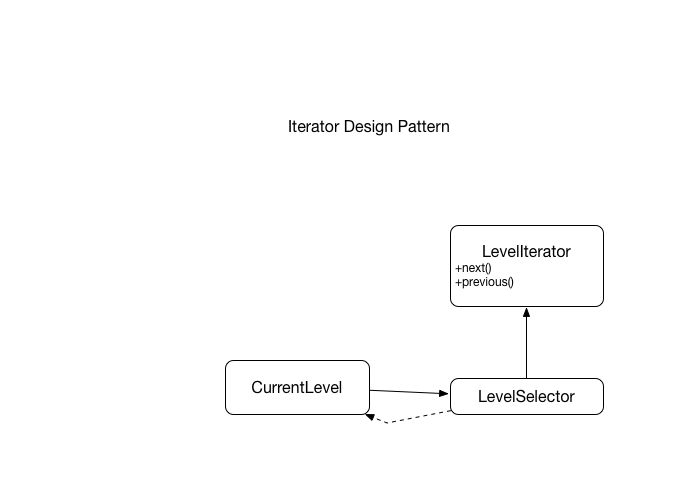 Iterator Design Pattern
LevelIterator
+next()
+previous()
CurrentLevel
LevelSelector